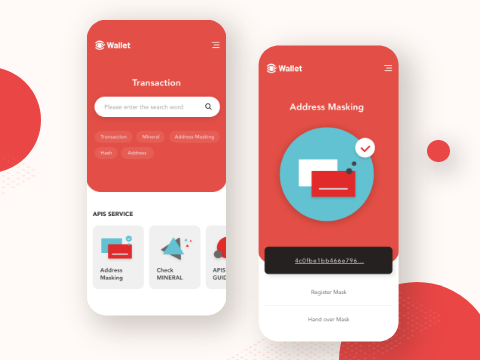 Wallet
Transaction
Please enter the search word
Transaction
Mineral
Address Masking
Hash
Address
APIS SERVICE
Address
Masking
Check
MINERAL
APIS
GUID
Wallet
Address Masking
4c0fba1bb466a796...
Register Mask
Hand over Mask